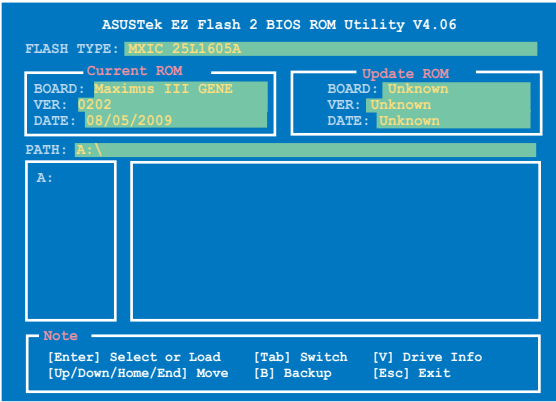 ASUSTek EZ Flash 2 BIOS ROM Utility V4.06
FLASH TYPE: MXIC 25L1605A
Current ROM
BOARD: Maximus III GENE
VER: 0202
DATE: 08/05/2009
Update ROM
BOARD: Unknown
VER: Unknown
DATE: Unknown
PATH: A:\
A:
Note
[Enter] Select or Load [Tab] Switch [V] Drive Info
[Up/Down/Home/End] Move [B] Backup [Esc] Exit